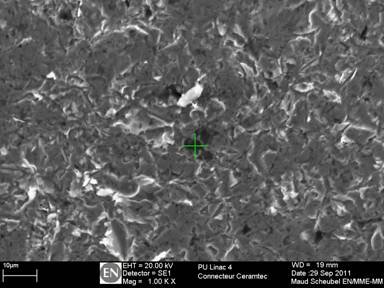 10µm
EN
EHT = 20.00 kV
Detector = SE1
Mag = 1.00 K X
PU Linac 4
Connecteur Ceramtec
WD = 19 mm
Date :29 Sep 2011
Maud Scheubel EN/MME-MM